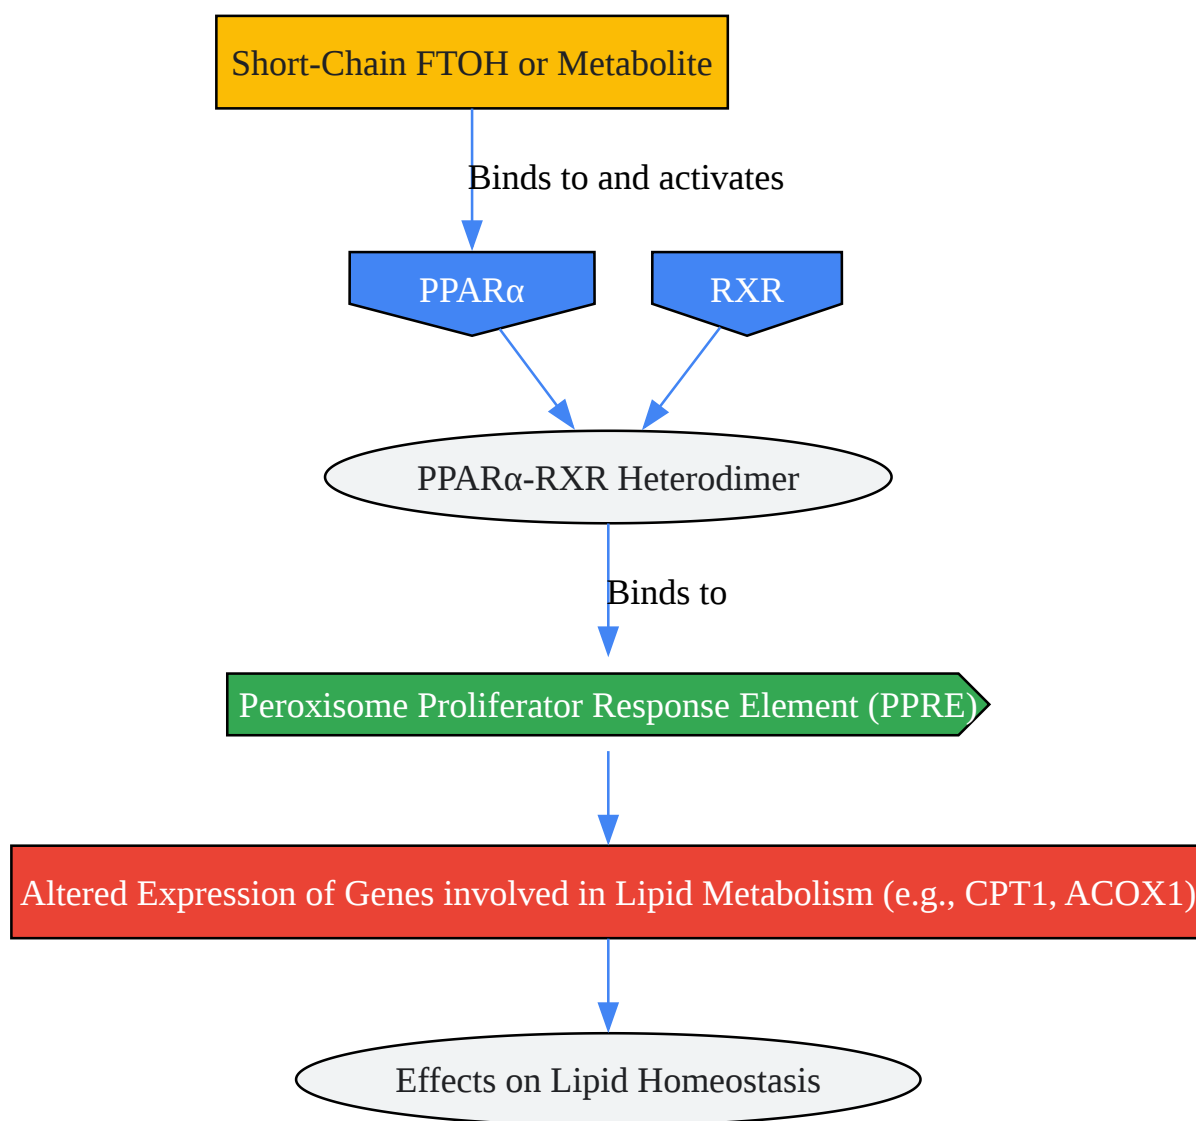 Short-Chain FTOH or Metabolite
Binds to and activates
PPARα
RXR
PPARα-RXR Heterodimer
Binds to
Peroxisome Proliferator Response Element (PPRE)
Altered Expression of Genes involved in Lipid Metabolism (e.g., CPT1, ACOX1)
Effects on Lipid Homeostasis